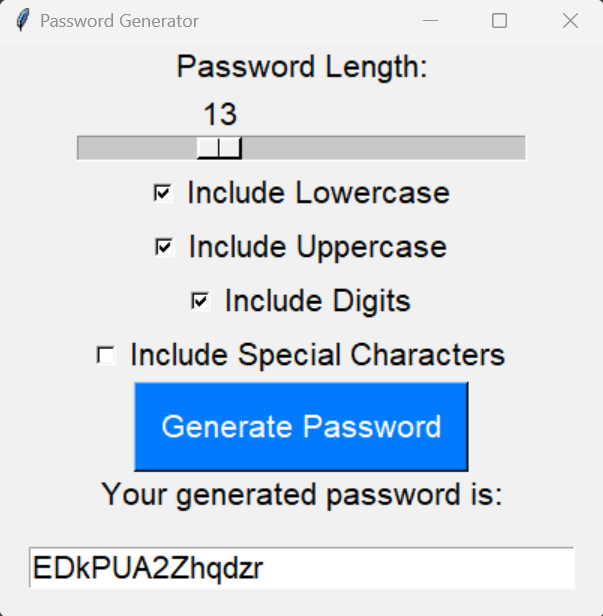 Password Generator
Password Length:
13
Include Lowercase
Include Uppercase
Include Digits
Include Special Characters
Generate Password
Your generated password is:
EDkPUA2Zhqdzr